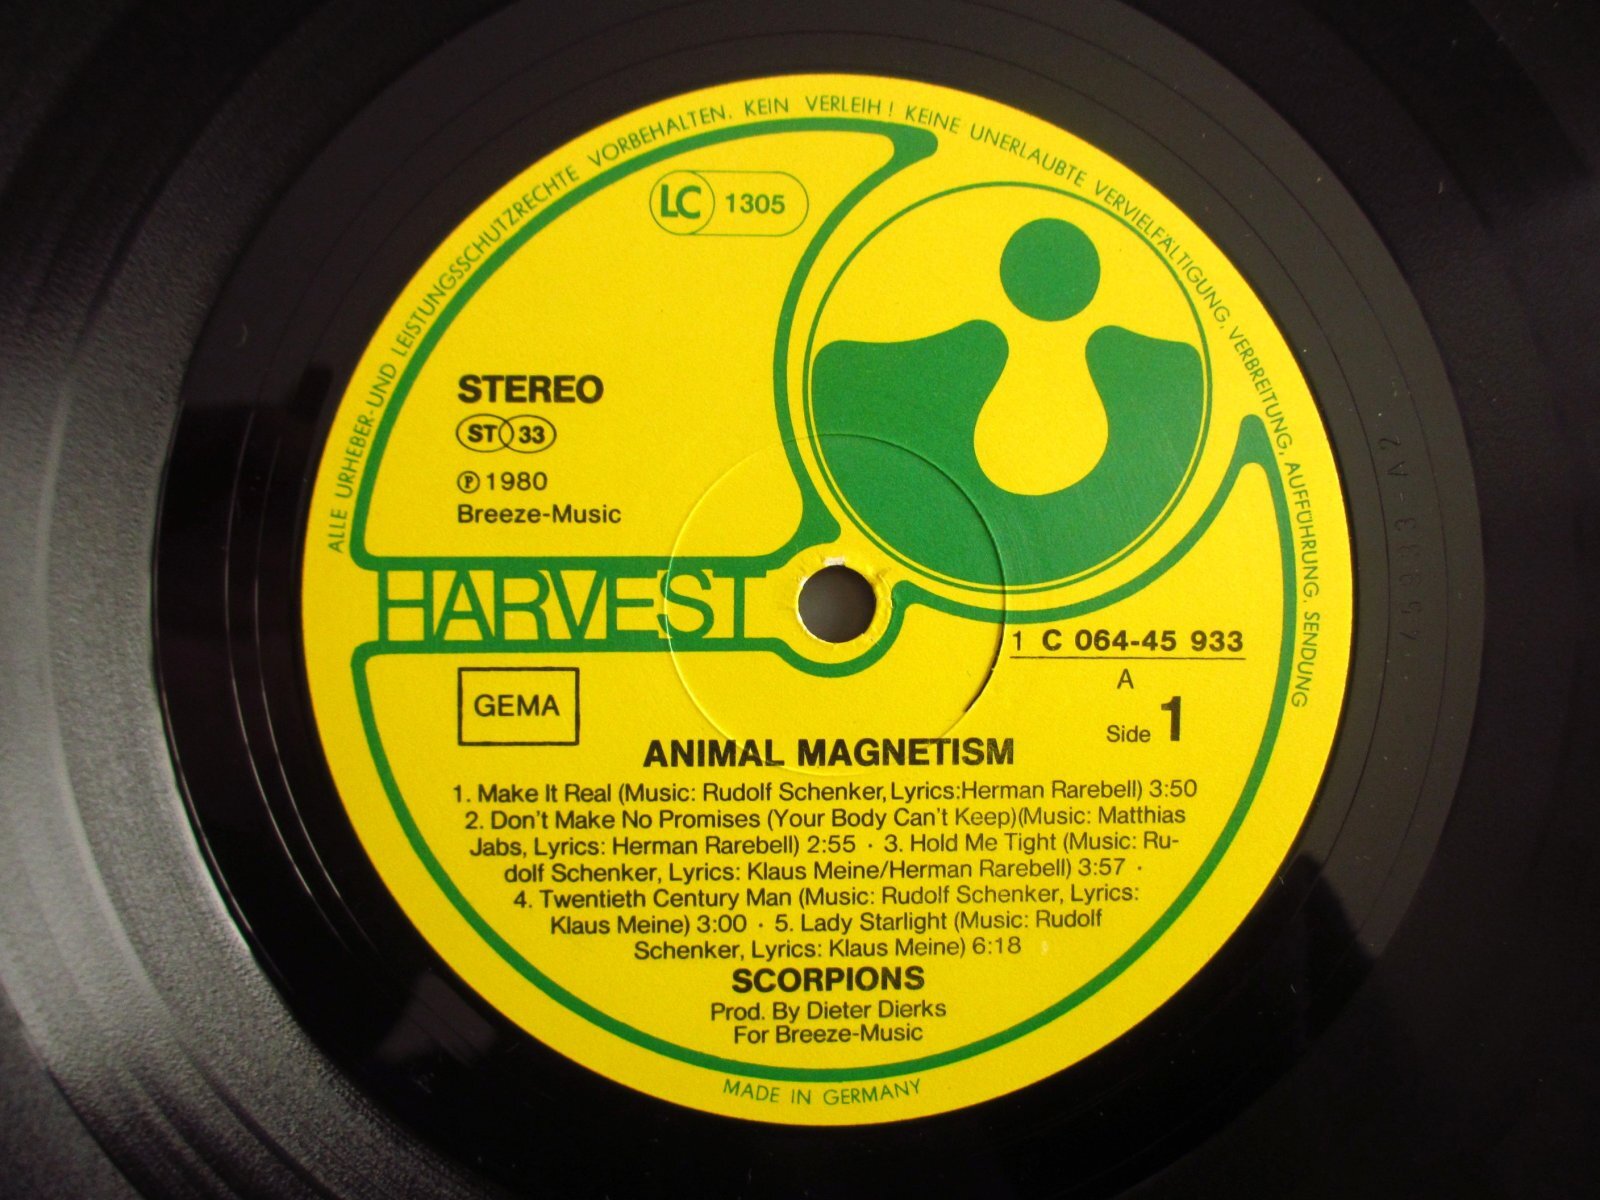 ALLE URHEBER- UND LEISTUNGSSCHUTZRECHTE VORBEHALTEN. KEIN VERLEIH! KEINE UNERLAUBTE VERVIELFÄLTIGUNG, VERBREITUNG, AUFFÜHRUNG, SENDUNG
LC 1305
STEREO
ST 33
℗ 1980
Breeze-Music
HARVEST
1 C 064-45 933
A
Side 1
GEMA
ANIMAL MAGNETISM
1. Make It Real (Music: Rudolf Schenker, Lyrics:Herman Rarebell) 3:50
2. Don't Make No Promises (Your Body Can't Keep)(Music: Matthias
Jabs, Lyrics: Herman Rarebell) 2:55 · 3. Hold Me Tight (Music: Ru-
dolf Schenker, Lyrics: Klaus Meine/Herman Rarebell) 3:57 ·
4. Twentieth Century Man (Music: Rudolf Schenker, Lyrics:
Klaus Meine) 3:00 · 5. Lady Starlight (Music: Rudolf
Schenker, Lyrics: Klaus Meine) 6:18
SCORPIONS
Prod. By Dieter Dierks
For Breeze-Music
MADE IN GERMANY